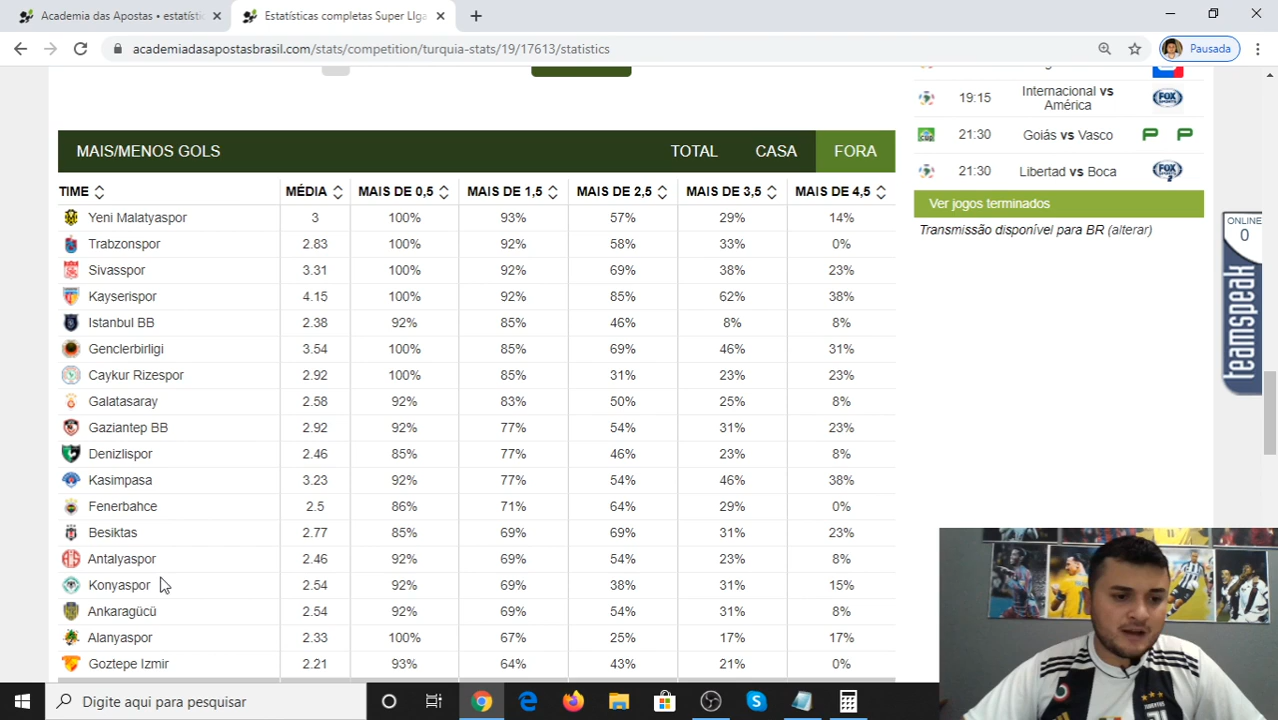 Academia das Apostas • estatísti
Estatísticas completas Super LIga
academiadasapostasbrasil.com/stats/competition/turquia-stats/19/17613/statistics
Pausada
19:15 Internacional vs América FOX SPORTS
21:30 Goiás vs Vasco P P
21:30 Libertad vs Boca FOX SPORTS 2
Ver jogos terminados
Transmissão disponível para BR (alterar)
ONLINE
0
teamspeak
MAIS/MENOS GOLS TOTAL CASA FORA
TIME MÉDIA MAIS DE 0,5 MAIS DE 1,5 MAIS DE 2,5 MAIS DE 3,5 MAIS DE 4,5
Yeni Malatyaspor 3 100% 93% 57% 29% 14%
Trabzonspor 2.83 100% 92% 58% 33% 0%
Sivasspor 3.31 100% 92% 69% 38% 23%
Kayserispor 4.15 100% 92% 85% 62% 38%
Istanbul BB 2.38 92% 85% 46% 8% 8%
Genclerbirligi 3.54 100% 85% 69% 46% 31%
Caykur Rizespor 2.92 100% 85% 31% 23% 23%
Galatasaray 2.58 92% 83% 50% 25% 8%
Gaziantep BB 2.92 92% 77% 54% 31% 23%
Denizlispor 2.46 85% 77% 46% 23% 8%
Kasimpasa 3.23 92% 77% 54% 46% 38%
Fenerbahce 2.5 86% 71% 64% 29% 0%
Besiktas 2.77 85% 69% 69% 31% 23%
Antalyaspor 2.46 92% 69% 54% 23% 8%
Konyaspor 2.54 92% 69% 38% 31% 15%
Ankaragücü 2.54 92% 69% 54% 31% 8%
Alanyaspor 2.33 100% 67% 25% 17% 17%
Goztepe Izmir 2.21 93% 64% 43% 21% 0%
Digite aqui para pesquisar